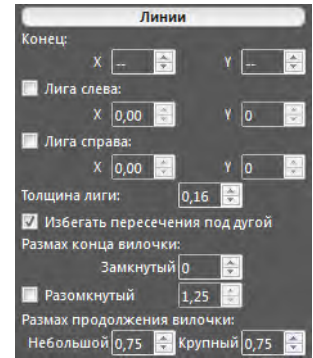 Линии
Конец:
X -- Y --
Лига слева:
X 0,00 Y 0
Лига справа:
X 0,00 Y 0
Толщина лиги: 0,16
Избегать пересечения под дугой
Размах конца вилочки:
Замкнутый 0
Разомкнутый 1,25
Размах продолжения вилочки:
Небольшой 0,75 Крупный 0,75